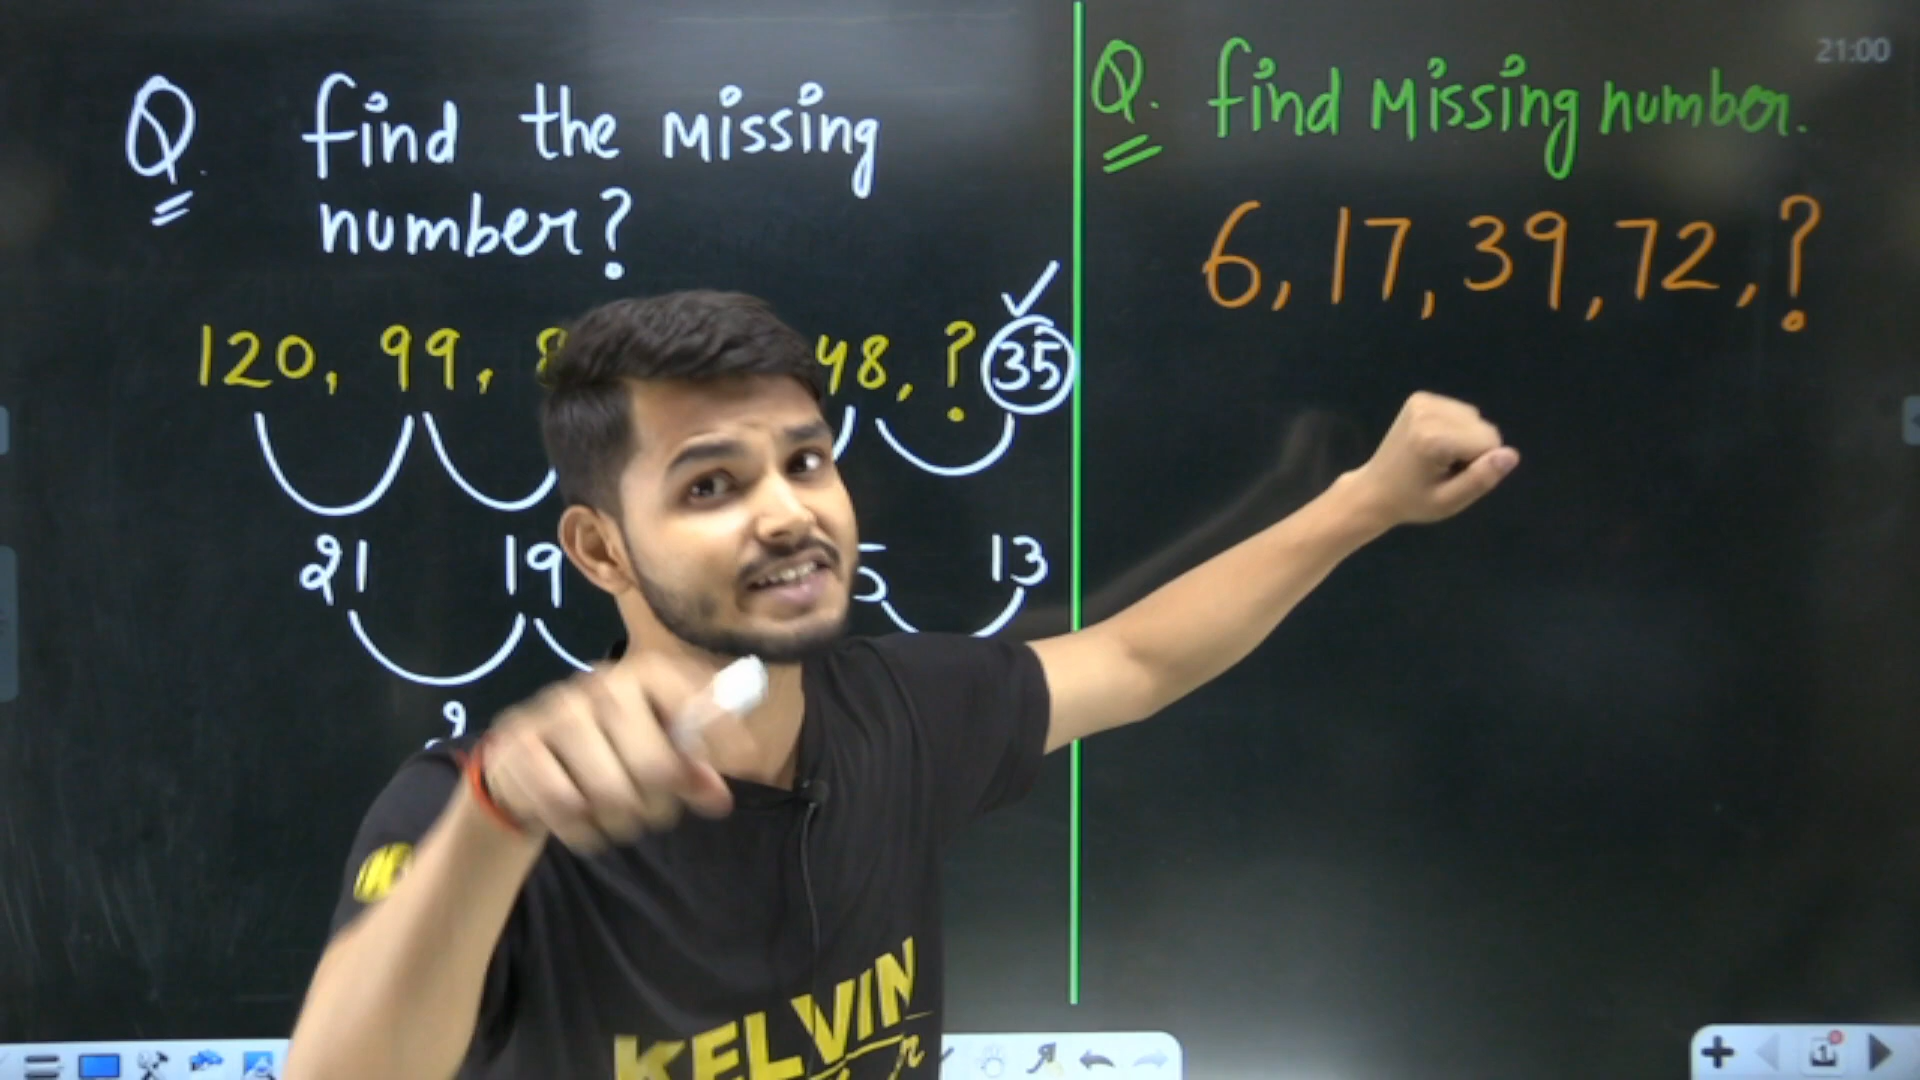 Q. find the missing
number?
120, 99, 48, ? 35
21 19 13
2
Q. find missing number.
6, 17, 39, 72, ?
21:00
KELVIN